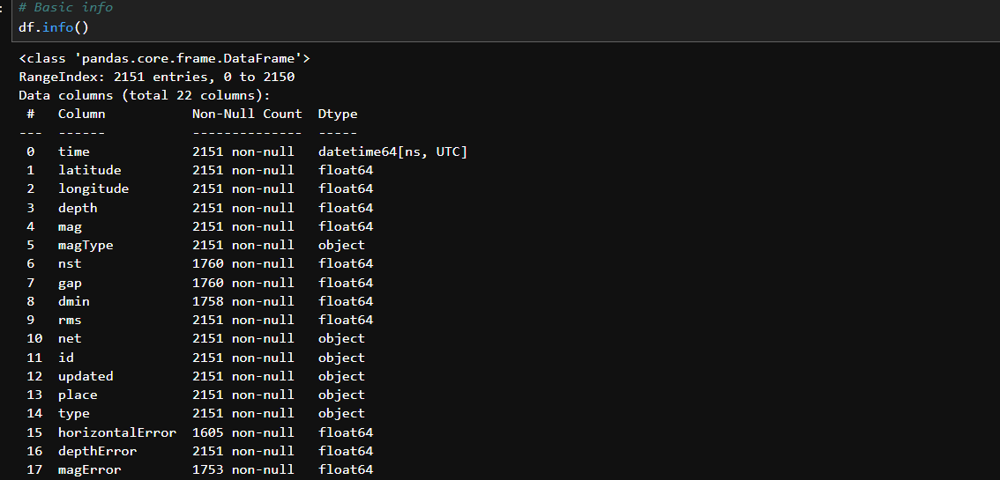 :
# Basic info
df.info()
<class 'pandas.core.frame.DataFrame'>
RangeIndex: 2151 entries, 0 to 2150
Data columns (total 22 columns):
 #   Column           Non-Null Count  Dtype
---  ------           --------------  -----
 0   time             2151 non-null   datetime64[ns, UTC]
 1   latitude         2151 non-null   float64
 2   longitude        2151 non-null   float64
 3   depth            2151 non-null   float64
 4   mag              2151 non-null   float64
 5   magType          2151 non-null   object
 6   nst              1760 non-null   float64
 7   gap              1760 non-null   float64
 8   dmin             1758 non-null   float64
 9   rms              2151 non-null   float64
 10  net              2151 non-null   object
 11  id               2151 non-null   object
 12  updated          2151 non-null   object
 13  place            2151 non-null   object
 14  type             2151 non-null   object
 15  horizontalError  1605 non-null   float64
 16  depthError       2151 non-null   float64
 17  magError         1753 non-null   float64